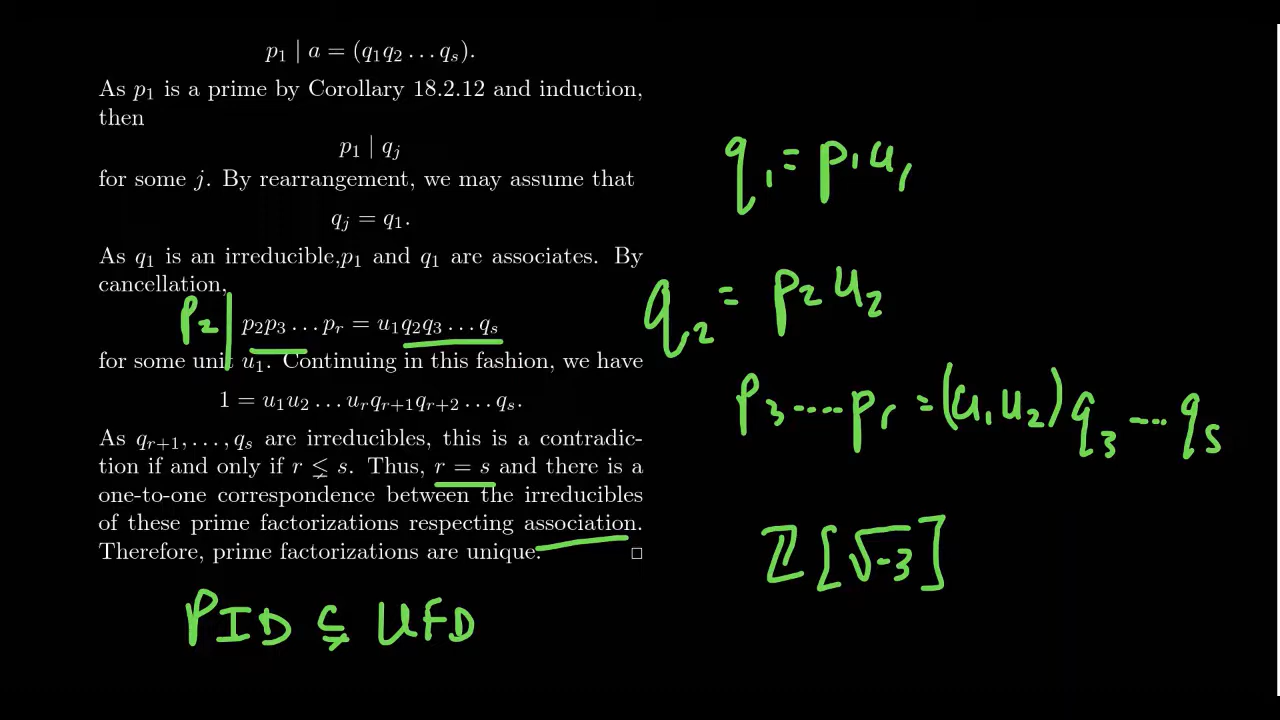 p₁ | a = (q₁q₂ … qₛ).
As p₁ is a prime by Corollary 18.2.12 and induction,
then
p₁ | qⱼ
for some j. By rearrangement, we may assume that
qⱼ = q₁.
As q₁ is an irreducible,p₁ and q₁ are associates. By
cancellation,
p₂ | p₂p₃ … pᵣ = u₁q₂q₃ … qₛ
for some unit u₁. Continuing in this fashion, we have
1 = u₁u₂ … uᵣqᵣ₊₁qᵣ₊₂ … qₛ.
As qᵣ₊₁, …, qₛ are irreducibles, this is a contradic-
tion if and only if r ⪇ s. Thus, r = s and there is a
one-to-one correspondence between the irreducibles
of these prime factorizations respecting association.
Therefore, prime factorizations are unique. □
PID ⊊ UFD
q₁ = p₁u₁
q₂ = p₂u₂
p₃....pᵣ = (u₁u₂)q₃ ... qₛ
ℤ[√-3]